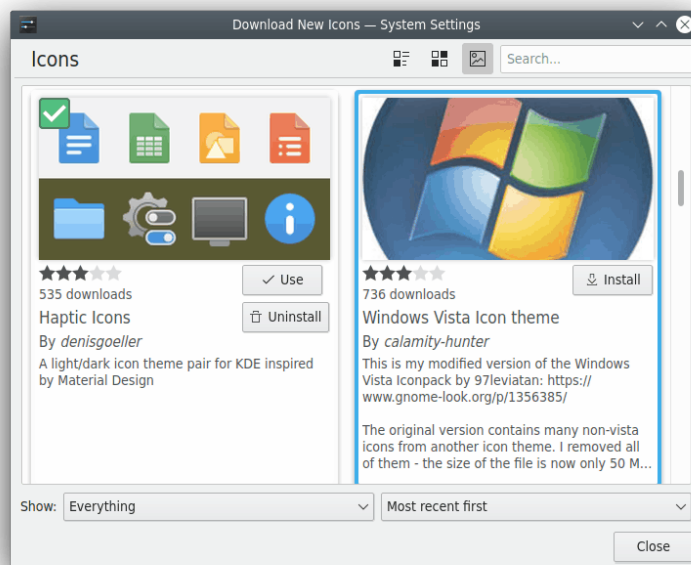 Download New Icons — System Settings
Icons
Search...
535 downloads
Use
Haptic Icons
Uninstall
By denisgoeller
A light/dark icon theme pair for KDE inspired
by Material Design
736 downloads
Install
Windows Vista Icon theme
By calamity-hunter
This is my modified version of the Windows
Vista Iconpack by 97leviatan: https://
www.gnome-look.org/p/1356385/
The original version contains many non-vista
icons from another icon theme. I removed all
of them - the size of the file is now only 50 M...
Show: Everything
Most recent first
Close